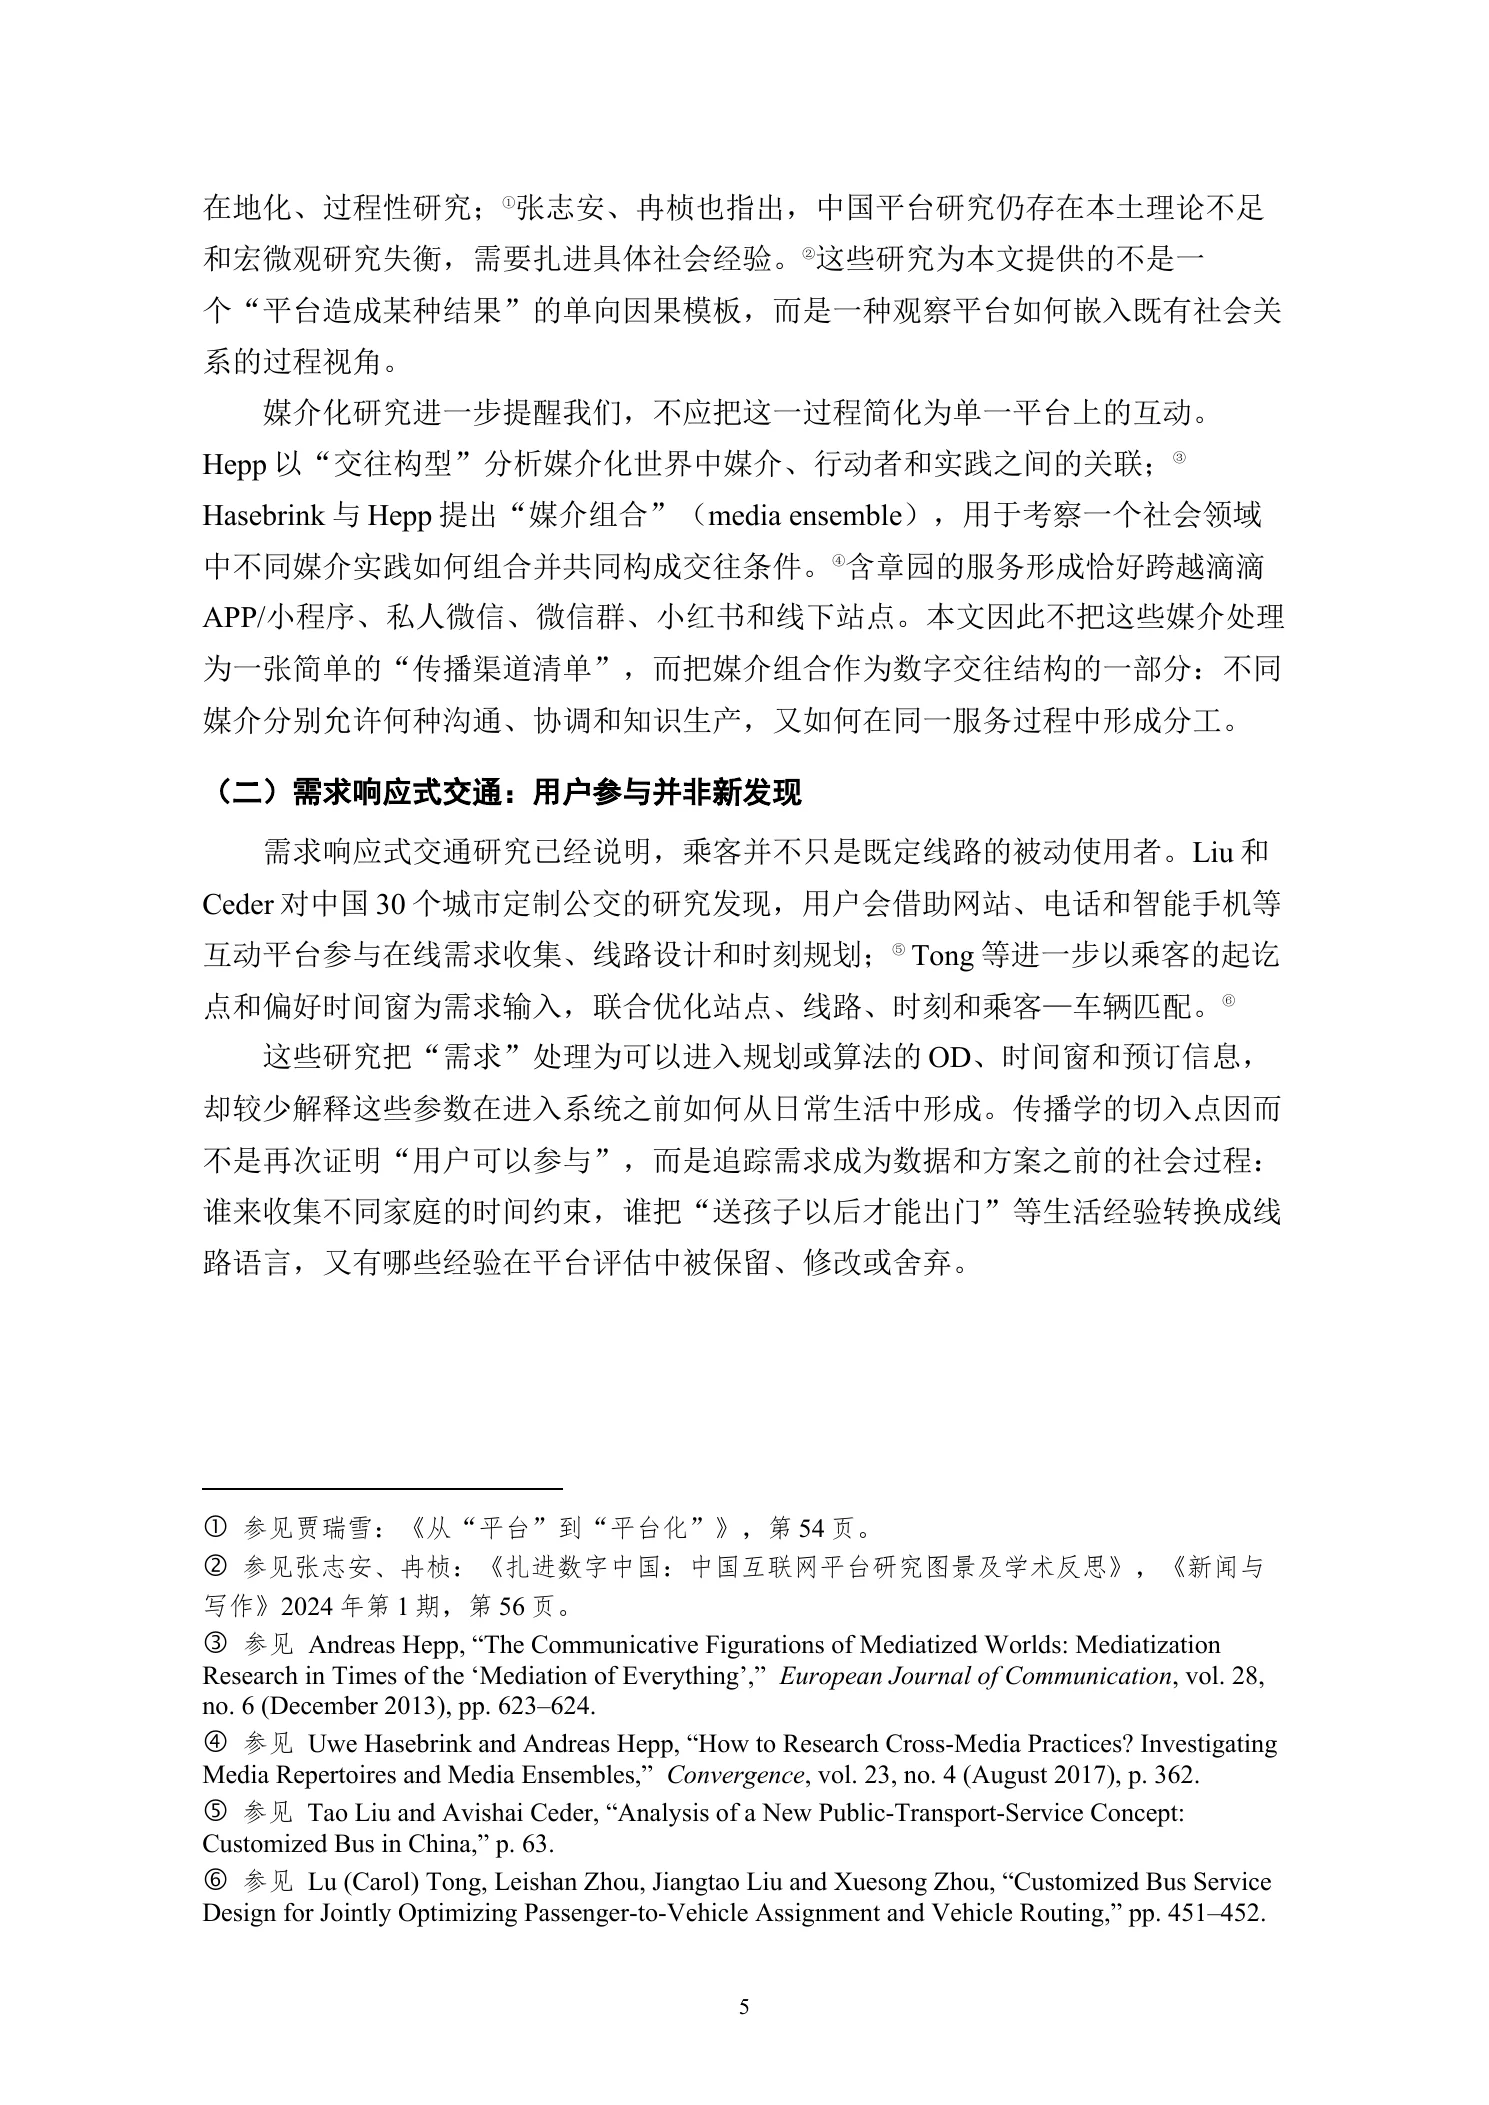 在地化、过程性研究；①张志安、冉桢也指出，中国平台研究仍存在本土理论不足
和宏微观研究失衡，需要扎进具体社会经验。②这些研究为本文提供的不是一
个“平台造成某种结果”的单向因果模板，而是一种观察平台如何嵌入既有社会关
系的过程视角。
媒介化研究进一步提醒我们，不应把这一过程简化为单一平台上的互动。
Hepp 以“交往构型”分析媒介化世界中媒介、行动者和实践之间的关联；③
Hasebrink 与 Hepp 提出“媒介组合”（media ensemble），用于考察一个社会领域
中不同媒介实践如何组合并共同构成交往条件。④含章园的服务形成恰好跨越滴滴
APP/小程序、私人微信、微信群、小红书和线下站点。本文因此不把这些媒介处理
为一张简单的“传播渠道清单”，而把媒介组合作为数字交往结构的一部分：不同
媒介分别允许何种沟通、协调和知识生产，又如何在同一服务过程中形成分工。
（二）需求响应式交通：用户参与并非新发现
需求响应式交通研究已经说明，乘客并不只是既定线路的被动使用者。Liu 和
Ceder 对中国 30 个城市定制公交的研究发现，用户会借助网站、电话和智能手机等
互动平台参与在线需求收集、线路设计和时刻规划；⑤ Tong 等进一步以乘客的起讫
点和偏好时间窗为需求输入，联合优化站点、线路、时刻和乘客—车辆匹配。⑥
这些研究把“需求”处理为可以进入规划或算法的 OD、时间窗和预订信息，
却较少解释这些参数在进入系统之前如何从日常生活中形成。传播学的切入点因而
不是再次证明“用户可以参与”，而是追踪需求成为数据和方案之前的社会过程：
谁来收集不同家庭的时间约束，谁把“送孩子以后才能出门”等生活经验转换成线
路语言，又有哪些经验在平台评估中被保留、修改或舍弃。
① 参见贾瑞雪：《从“平台”到“平台化”》，第 54 页。
② 参见张志安、冉桢：《扎进数字中国：中国互联网平台研究图景及学术反思》，《新闻与
写作》2024 年第 1 期，第 56 页。
③ 参见 Andreas Hepp, “The Communicative Figurations of Mediatized Worlds: Mediatization
Research in Times of the ‘Mediation of Everything’,” European Journal of Communication, vol. 28,
no. 6 (December 2013), pp. 623–624.
④ 参见 Uwe Hasebrink and Andreas Hepp, “How to Research Cross-Media Practices? Investigating
Media Repertoires and Media Ensembles,” Convergence, vol. 23, no. 4 (August 2017), p. 362.
⑤ 参见 Tao Liu and Avishai Ceder, “Analysis of a New Public-Transport-Service Concept:
Customized Bus in China,” p. 63.
⑥ 参见 Lu (Carol) Tong, Leishan Zhou, Jiangtao Liu and Xuesong Zhou, “Customized Bus Service
Design for Jointly Optimizing Passenger-to-Vehicle Assignment and Vehicle Routing,” pp. 451–452.
5